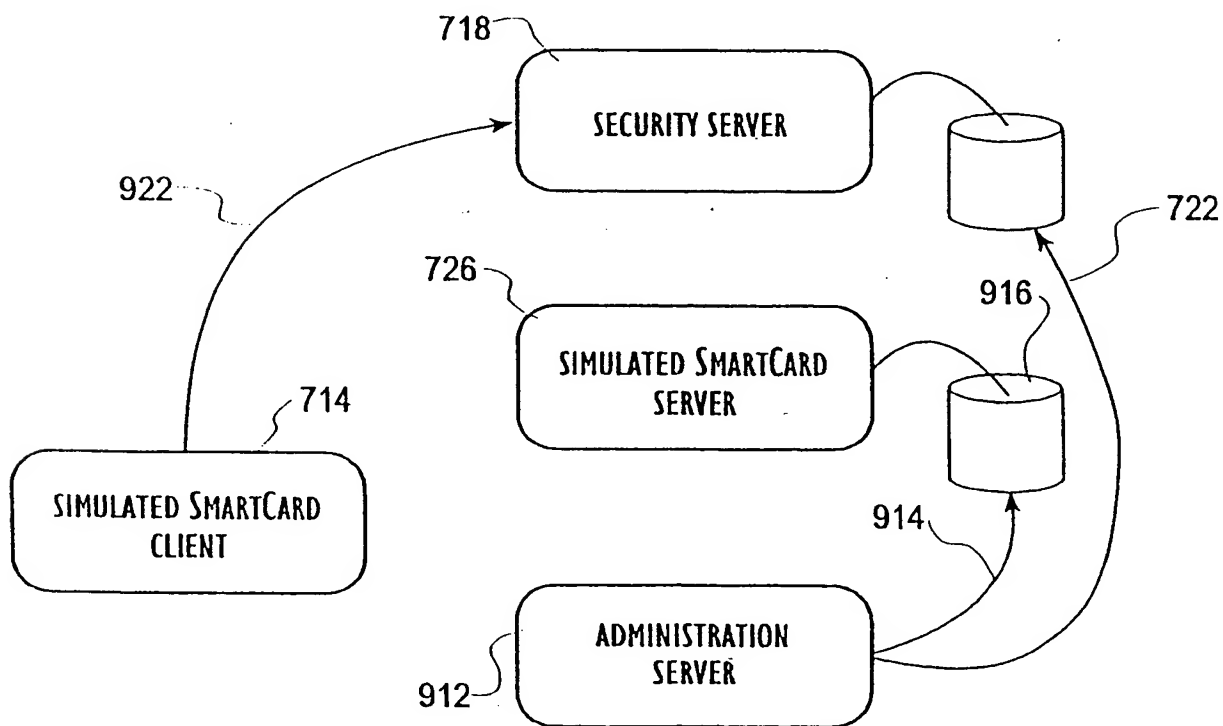 718
SECURITY SERVER
922
722
726
916
SIMULATED SMARTCARD
SERVER
714
SIMULATED SMARTCARD
CLIENT
914
ADMINISTRATION
SERVER
912